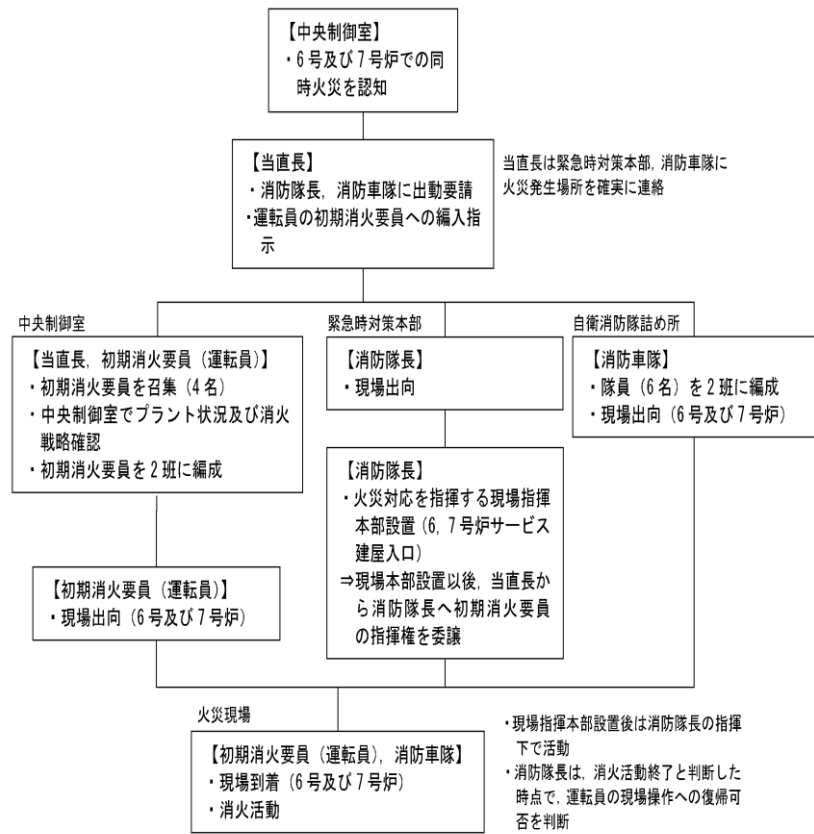 【中央制御室】
・6号及び7号炉での同
時火災を認知
【当直長】
・消防隊長，消防車隊に出動要請
・運転員の初期消火要員への編入指
示
当直長は緊急時対策本部，消防車隊に
火災発生場所を確実に連絡
中央制御室
【当直長，初期消火要員（運転員）】
・初期消火要員を召集（4名）
・中央制御室でプラント状況及び消火
戦略確認
・初期消火要員を2班に編成
【初期消火要員（運転員）】
・現場出向（6号及び7号炉）
緊急時対策本部
【消防隊長】
・現場出向
【消防隊長】
・火災対応を指揮する現場指揮
本部設置（6，7号炉サービス
建屋入口）
⇒現場本部設置以後，当直長か
ら消防隊長へ初期消火要員
の指揮権を委譲
自衛消防隊詰め所
【消防車隊】
・隊員（6名）を2班に編成
・現場出向（6号及び7号炉）
火災現場
【初期消火要員（運転員），消防車隊】
・現場到着（6号及び7号炉）
・消火活動
・現場指揮本部設置後は消防隊長の指揮
下で活動
・消防隊長は，消火活動終了と判断した
時点で，運転員の現場操作への復帰可
否を判断